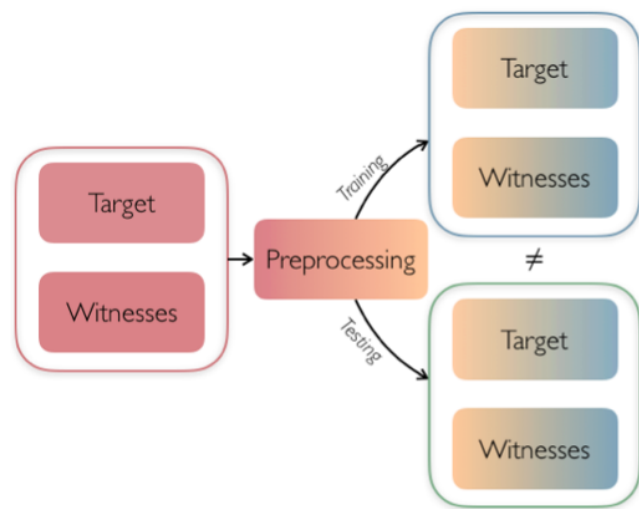 Target
Witnesses
Preprocessing
Training
Testing
Target
Witnesses
≠
Target
Witnesses